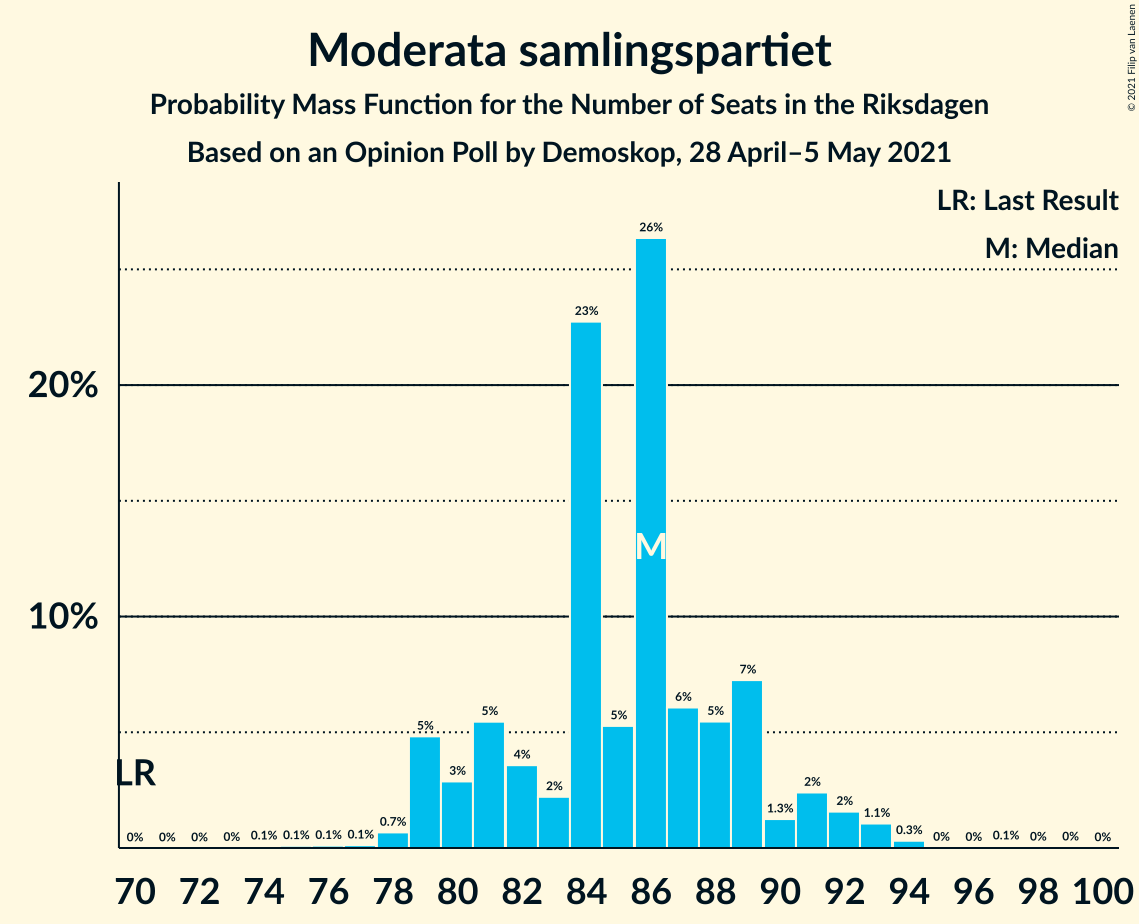 © 2021 Filip van Laenen
Moderata samlingspartiet
Probability Mass Function for the Number of Seats in the Riksdagen
Based on an Opinion Poll by Demoskop, 28 April–5 May 2021
LR: Last Result
M: Median
26%
23%
20%
M
10%
7%
6%
5% 5% 5% 5%
4%
LR
3%
2% 2%
2%
0.7% 1.3% 1.1%
0% 0% 0% 0% 0.1% 0.1% 0.1% 0.1% 0.3% 0% 0% 0.1% 0% 0% 0%
70 72 74 76 78 80 82 84 86 88 90 92 94 96 98 100